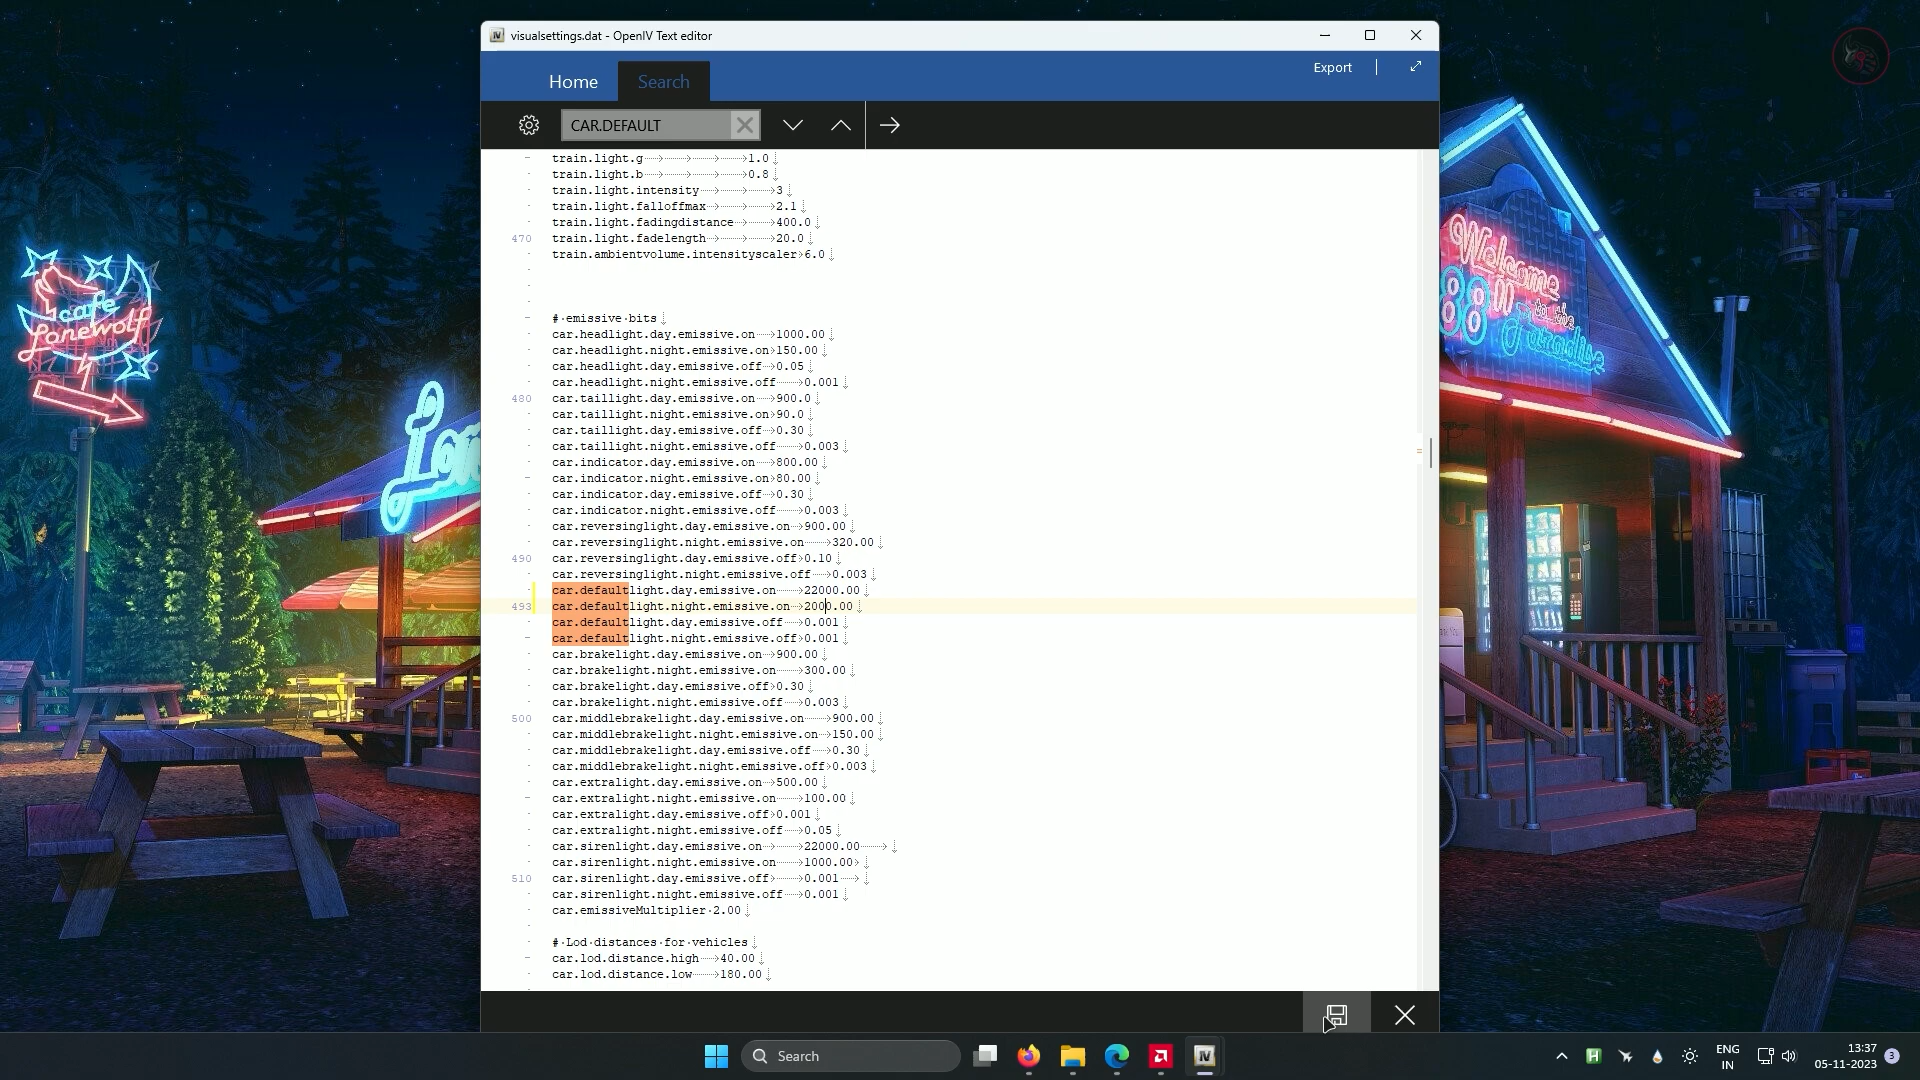 visualsettings.dat - OpenIV Text editor
Home
Search
Export
CAR.DEFAULT
train.light.g 1.0
train.light.b 0.8
train.light.intensity 3
train.light.falloffmax 2.1
train.light.fadingdistance 400.0
470 train.light.fadelength 20.0
train.ambientvolume.intensityscaler 6.0
# emissive bits
car.headlight.day.emissive.on 1000.00
car.headlight.night.emissive.on 150.00
car.headlight.day.emissive.off 0.05
car.headlight.night.emissive.off 0.001
480 car.taillight.day.emissive.on 900.0
car.taillight.night.emissive.on 90.0
car.taillight.day.emissive.off 0.30
car.taillight.night.emissive.off 0.003
car.indicator.day.emissive.on 800.00
car.indicator.night.emissive.on 80.00
car.indicator.day.emissive.off 0.30
car.indicator.night.emissive.off 0.003
car.reversinglight.day.emissive.on 900.00
car.reversinglight.night.emissive.on 320.00
490 car.reversinglight.day.emissive.off 0.10
car.reversinglight.night.emissive.off 0.003
car.defaultlight.day.emissive.on 22000.00
493 car.defaultlight.night.emissive.on 2000.00
car.defaultlight.day.emissive.off 0.001
car.defaultlight.night.emissive.off 0.001
car.brakelight.day.emissive.on 900.00
car.brakelight.night.emissive.on 300.00
car.brakelight.day.emissive.off 0.30
car.brakelight.night.emissive.off 0.003
500 car.middlebrakelight.day.emissive.on 900.00
car.middlebrakelight.night.emissive.on 150.00
car.middlebrakelight.day.emissive.off 0.30
car.middlebrakelight.night.emissive.off 0.003
car.extralight.day.emissive.on 500.00
car.extralight.night.emissive.on 100.00
car.extralight.day.emissive.off 0.001
car.extralight.night.emissive.off 0.05
car.sirenlight.day.emissive.on 22000.00
car.sirenlight.night.emissive.on 1000.00
510 car.sirenlight.day.emissive.off 0.001
car.sirenlight.night.emissive.off 0.001
car.emissiveMultiplier 2.00
# Lod distances for vehicles
car.lod.distance.high 40.00
car.lod.distance.low 180.00
cafe
Lonewolf
Lo
Welcome
88"
to the
Paradise
Search
IV
ENG
IN
13:37
05-11-2023
3